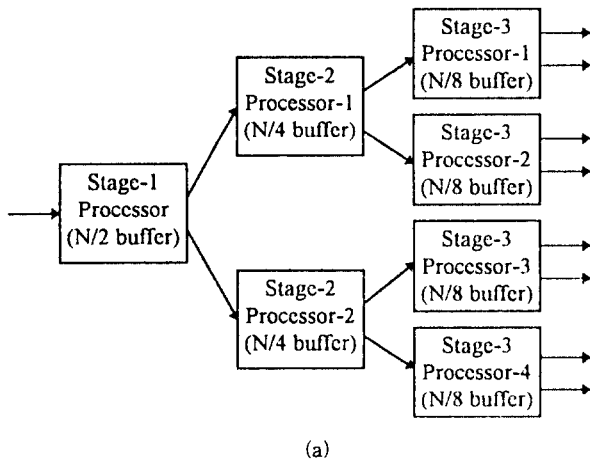 Stage-3
Processor-1
(N/8 buffer)
Stage-2
Processor-1
(N/4 buffer)
Stage-3
Processor-2
(N/8 buffer)
Stage-1
Processor
(N/2 buffer)
Stage-3
Processor-3
(N/8 buffer)
Stage-2
Processor-2
(N/4 buffer)
Stage-3
Processor-4
(N/8 buffer)
(a)